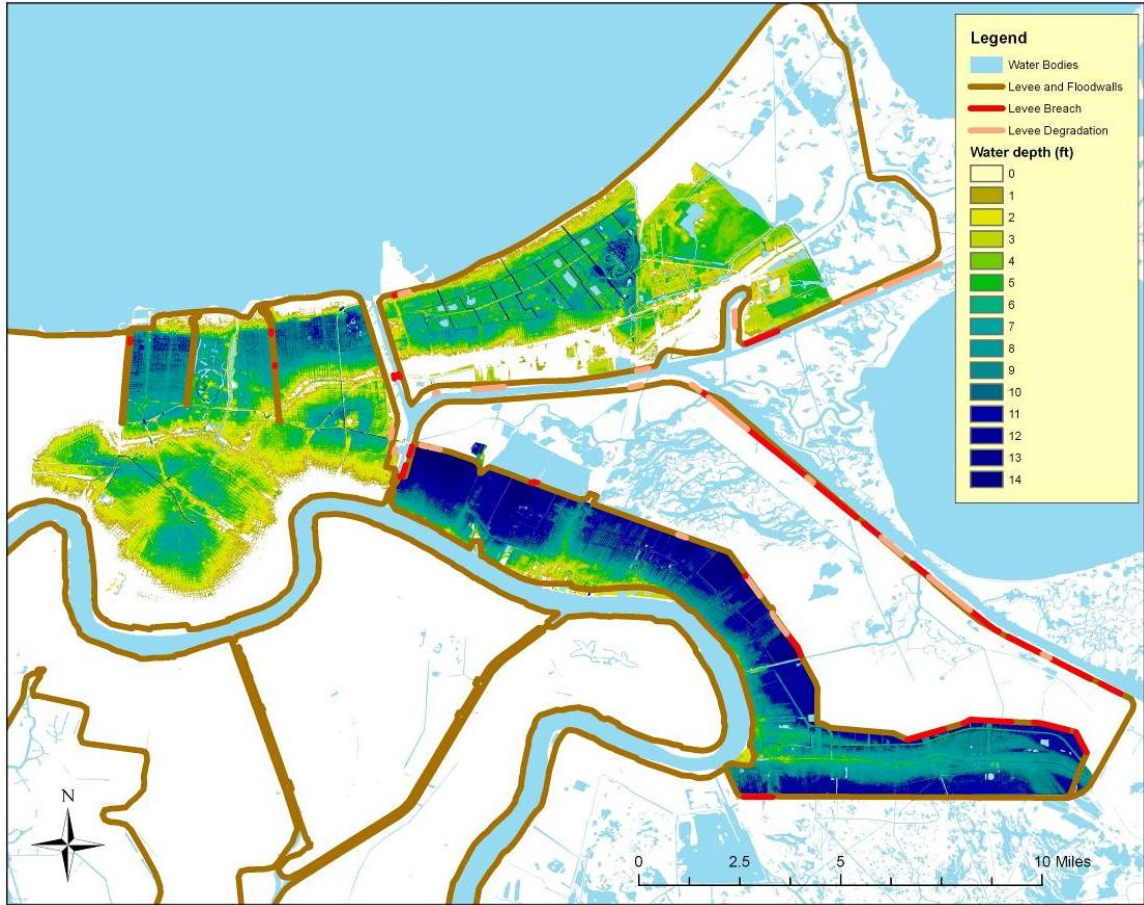 Legend
Water Bodies
Levee and Floodwalls
Levee Breach
Levee Degradation
Water depth (ft)
0
1
2
3
4
5
6
7
8
9
10
11
12
13
14
N
0 2.5 5 10 Miles